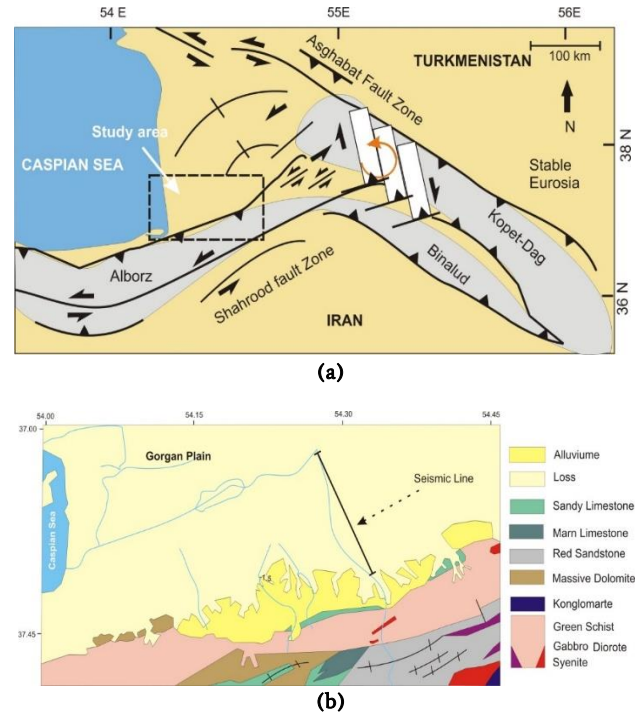 54 E
55E
56E
Asghabat Fault Zone
TURKMENISTAN
100 km
N
Study area
CASPIAN SEA
38 N
Stable
Eurosia
Kopet-Dag
Alborz
Shahrood fault Zone
Binalud
36 N
IRAN
(a)
54.00
54.15
54.30
54.45
37.60
Gorgan Plain
Seismic Line
Caspian Sea
37.45
Alluviume
Loss
Sandy Limestone
Marn Limestone
Red Sandstone
Massive Dolomite
Konglomarte
Green Schist
Gabbro Diorote
Syenite
(b)